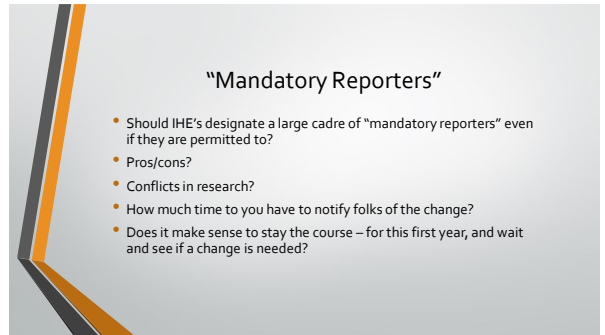 “Mandatory Reporters”
• Should IHE’s designate a large cadre of “mandatory reporters” even
if they are permitted to?
• Pros/cons?
• Conflicts in research?
• How much time to you have to notify folks of the change?
• Does it make sense to stay the course – for this first year, and wait
and see if a change is needed?